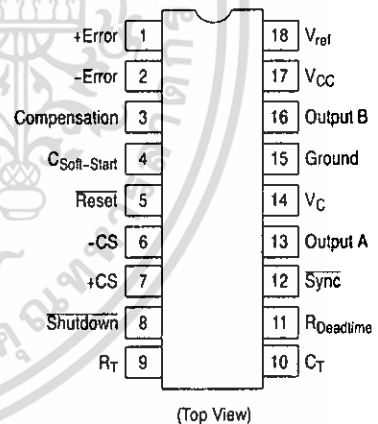 +Error 1 18 Vref
-Error 2 17 VCC
Compensation 3 16 Output B
CSoft-Start 4 15 Ground
Reset 5 14 VC
-CS 6 13 Output A
+CS 7 12 Sync
Shutdown 8 11 RDeadtime
RT 9 10 CT
(Top View)